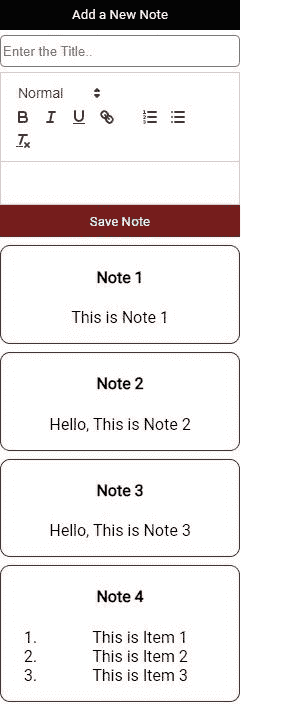 Add a New Note
Enter the Title..
Normal
B I U
Tx
Save Note
Note 1
This is Note 1
Note 2
Hello, This is Note 2
Note 3
Hello, This is Note 3
Note 4
1. This is Item 1
2. This is Item 2
3. This is Item 3